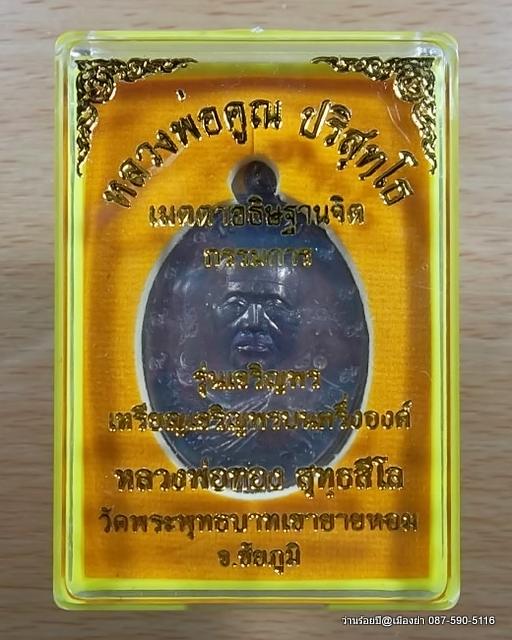 หลวงพ่อคูณ ปริสุทฺโธ
เมตตาอธิษฐานจิต
กรรมการ
รุ่นเจริญพร
เหรียญเจริญพรบนครึ่งองค์
หลวงพ่อทอง สุทธสีโล
วัดพระพุทธบาทเขายายหอม
จ.ชัยภูมิ
ว่านร้อยปี@เมืองย่า 087-590-5116